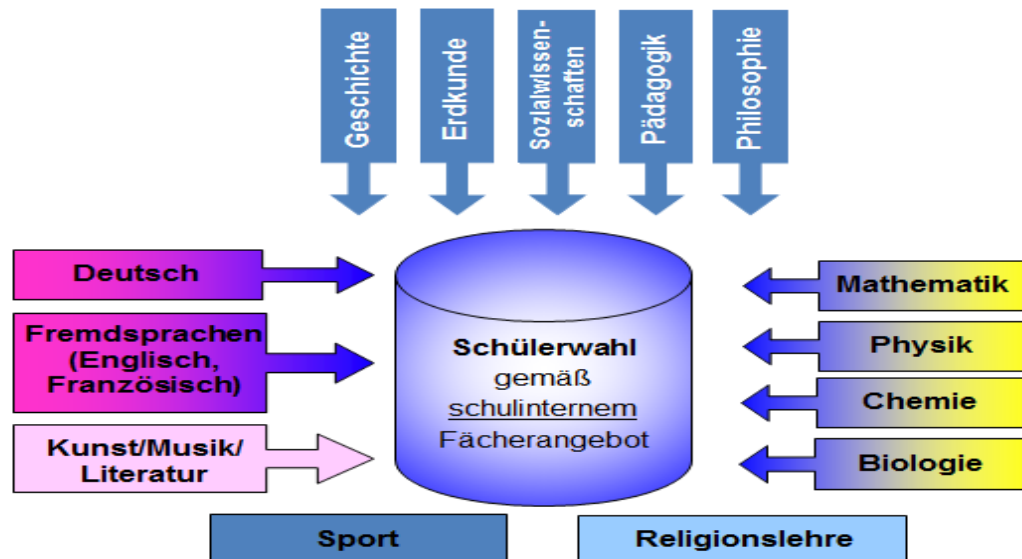 Geschichte
Erdkunde
Sozialwissen-
schaften
Pädagogik
Philosophie
Deutsch
Fremdsprachen
(Englisch,
Französisch)
Kunst/Musik/
Literatur
Schülerwahl
gemäß
schulinternem
Fächerangebot
Mathematik
Physik
Chemie
Biologie
Sport
Religionslehre